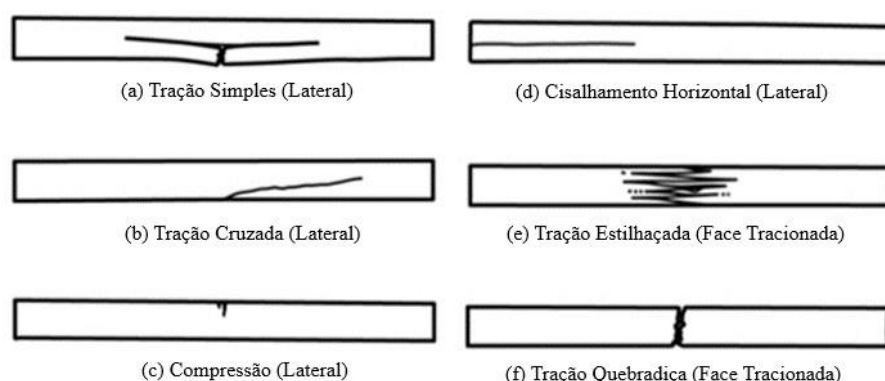 (a) Tração Simples (Lateral)
(d) Cisalhamento Horizontal (Lateral)
(b) Tração Cruzada (Lateral)
(e) Tração Estilhaçada (Face Tracionada)
(c) Compressão (Lateral)
(f) Tração Quebradiça (Face Tracionada)